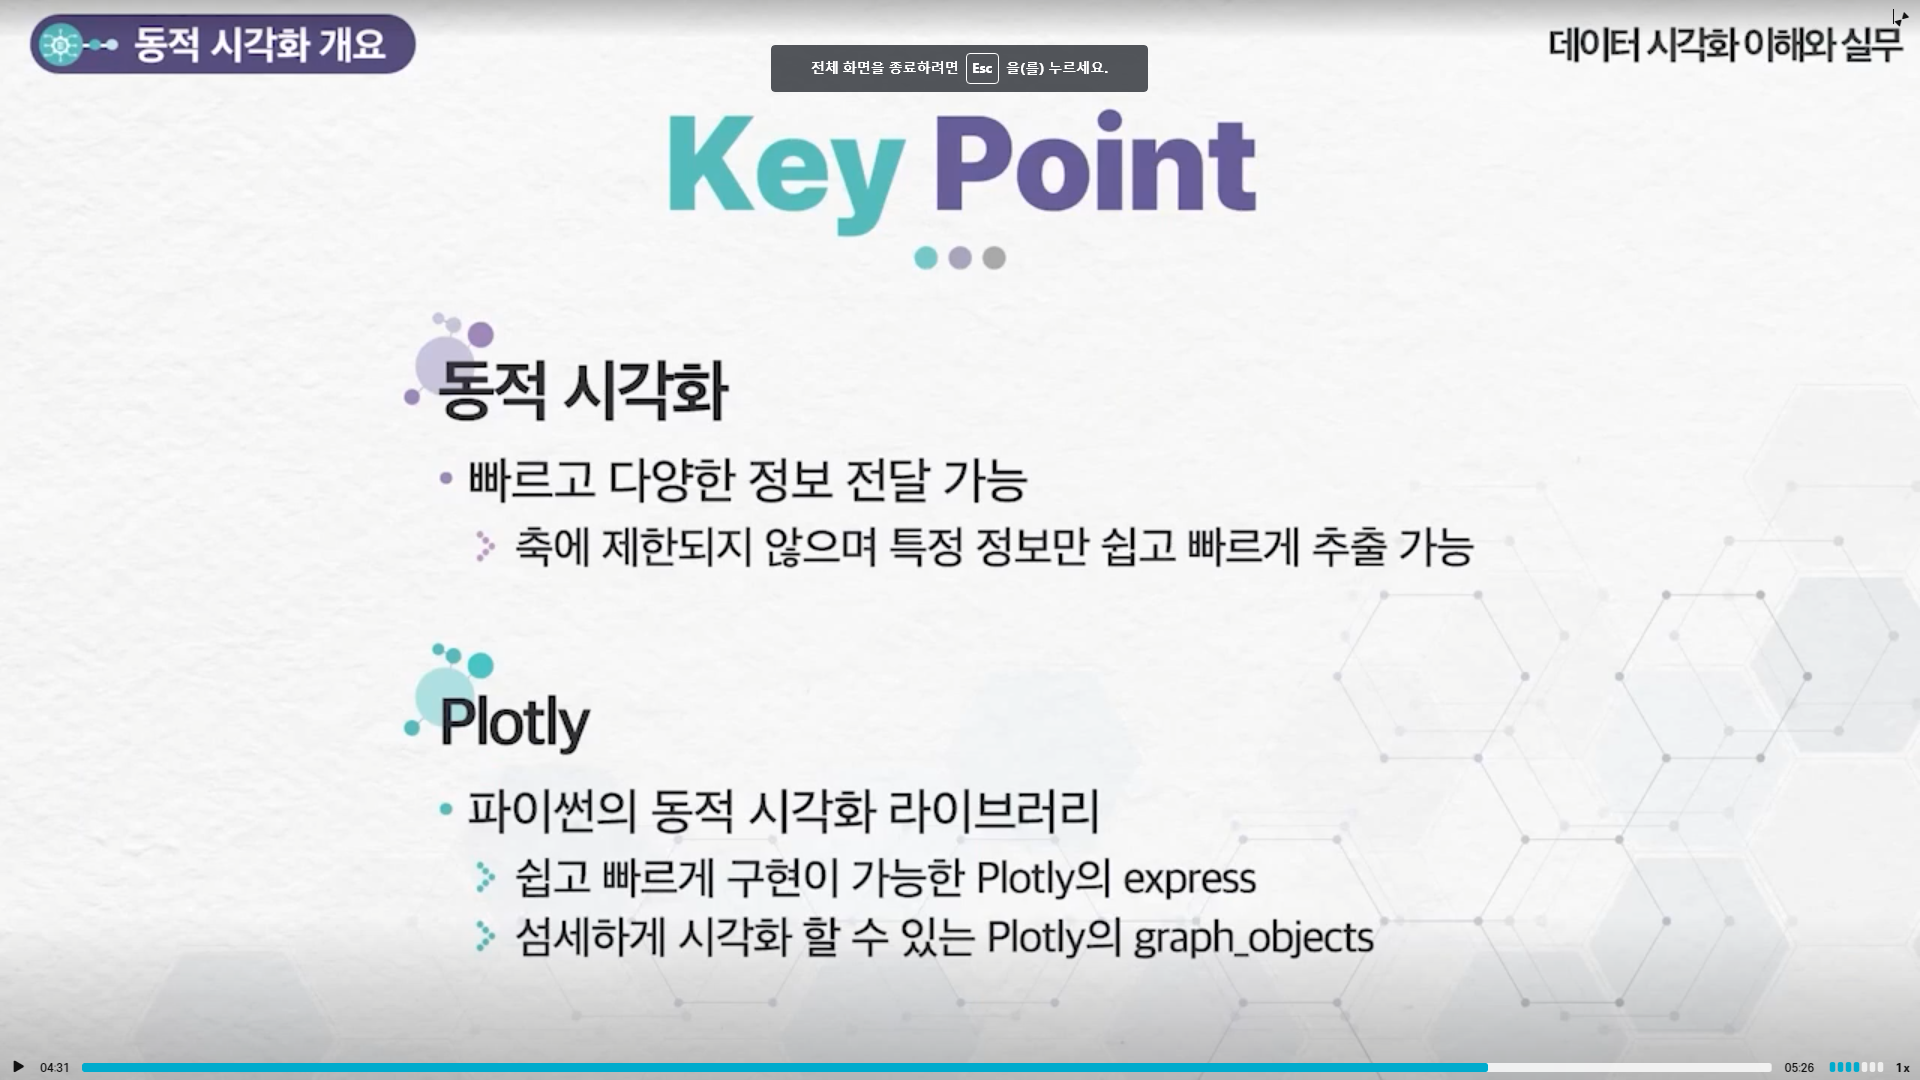 동적 시각화 개요
데이터 시각화 이해와 실무
전체 화면을 종료하려면 Esc 을(를) 누르세요.
Key Point
동적 시각화
• 빠르고 다양한 정보 전달 가능
축에 제한되지 않으며 특정 정보만 쉽고 빠르게 추출 가능
Plotly
• 파이썬의 동적 시각화 라이브러리
쉽고 빠르게 구현이 가능한 Plotly의 express
섬세하게 시각화 할 수 있는 Plotly의 graph_objects
04:31
05:26
1x